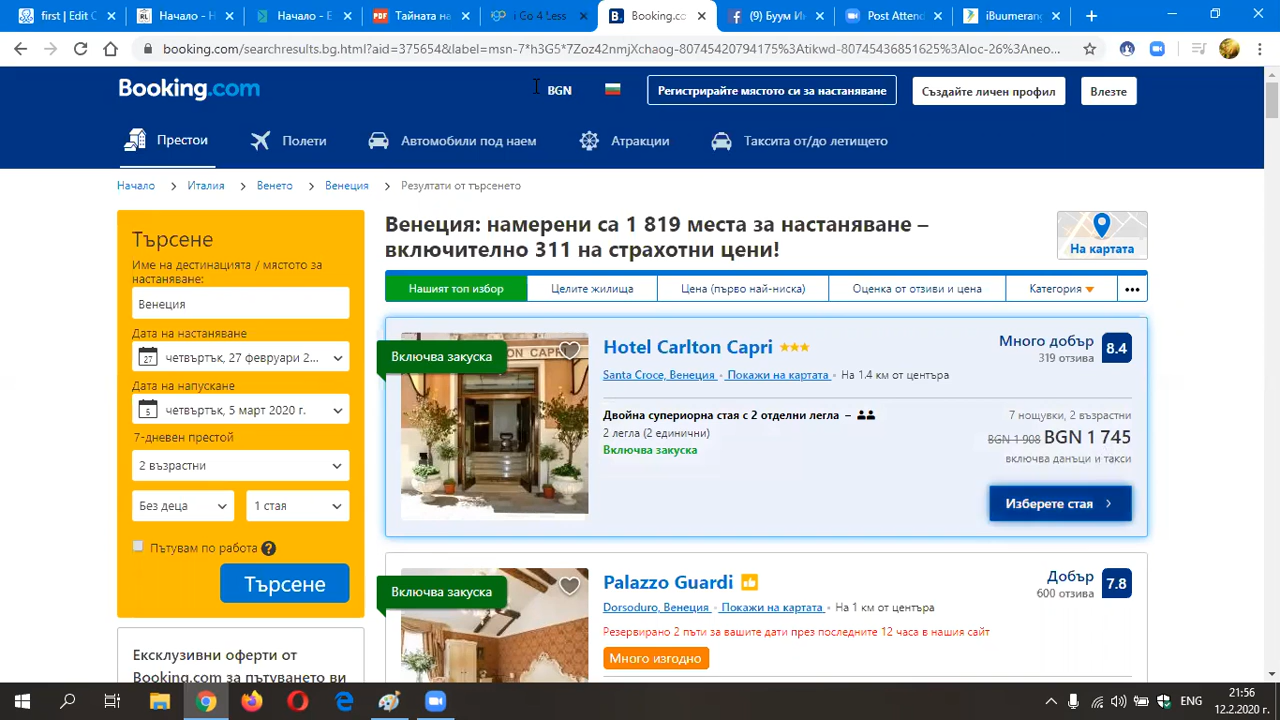 first | Edit C
Начало - Н
Начало - Е
Тайната на
i Go 4 Less
Booking.co
(9) Буум Ин
Post Attend
iBuumerang
booking.com/searchresults.bg.html?aid=375654&label=msn-7*h3G5*7Zoz42nmjXchaog-80745420794175%3Atikwd-80745436851625%3Aloc-26%3Aneo...
Booking.com
BGN
Регистрирайте мястото си за настаняване
Създайте личен профил
Влезте
Престои
Полети
Автомобили под наем
Атракции
Таксита от/до летището
Начало > Италия > Венето > Венеция > Резултати от търсенето
Търсене
Име на дестинацията / мястото за
настаняване:
Венеция
Дата на настаняване
27
четвъртък, 27 февруари 2...
Дата на напускане
5
четвъртък, 5 март 2020 г.
7-дневен престой
2 възрастни
Без деца
1 стая
Пътувам по работа
Търсене
Ексклузивни оферти от
Booking.com за пътуването ви
Венеция: намерени са 1 819 места за настаняване –
включително 311 на страхотни цени!
На картата
Нашият топ избор
Целите жилища
Цена (първо най-ниска)
Оценка от отзиви и цена
Категория
•••
Включва закуска
CARLTON CAPRI
Hotel Carlton Capri
Santa Croce, Венеция • Покажи на картата • На 1.4 км от центъра
Много добър
319 отзива
8.4
Двойна супериорна стая с 2 отделни легла –
2 легла (2 единични)
Включва закуска
7 нощувки, 2 възрастни
BGN 1 908 BGN 1 745
включва данъци и такси
Изберете стая
Включва закуска
Palazzo Guardi
Dorsoduro, Венеция • Покажи на картата • На 1 км от центъра
Добър
600 отзива
7.8
Резервирано 2 пъти за вашите дати през последните 12 часа в нашия сайт
Много изгодно
ENG
21:56
12.2.2020 г.